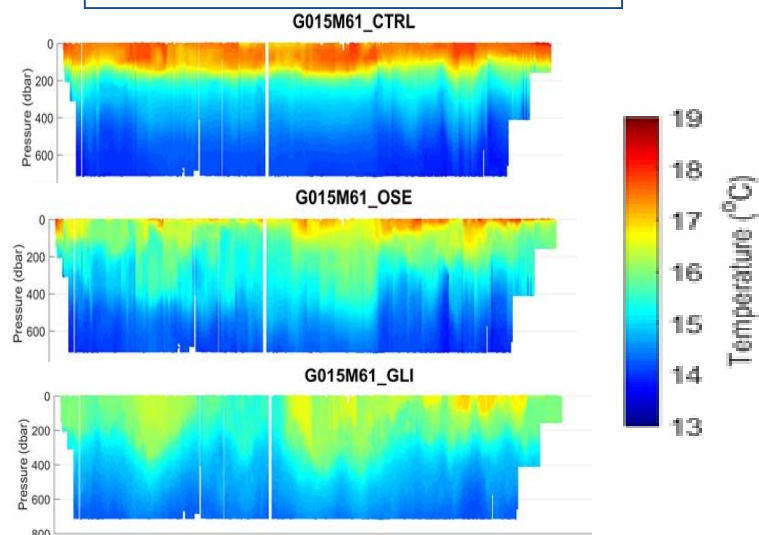 G015M61_CTRL
0
200
400
600
Pressure (dbar)
G015M61_OSE
0
200
400
600
Pressure (dbar)
G015M61_GLI
0
200
400
600
800
Pressure (dbar)
19
18
17
16
15
14
13
Temperature (⁰C)